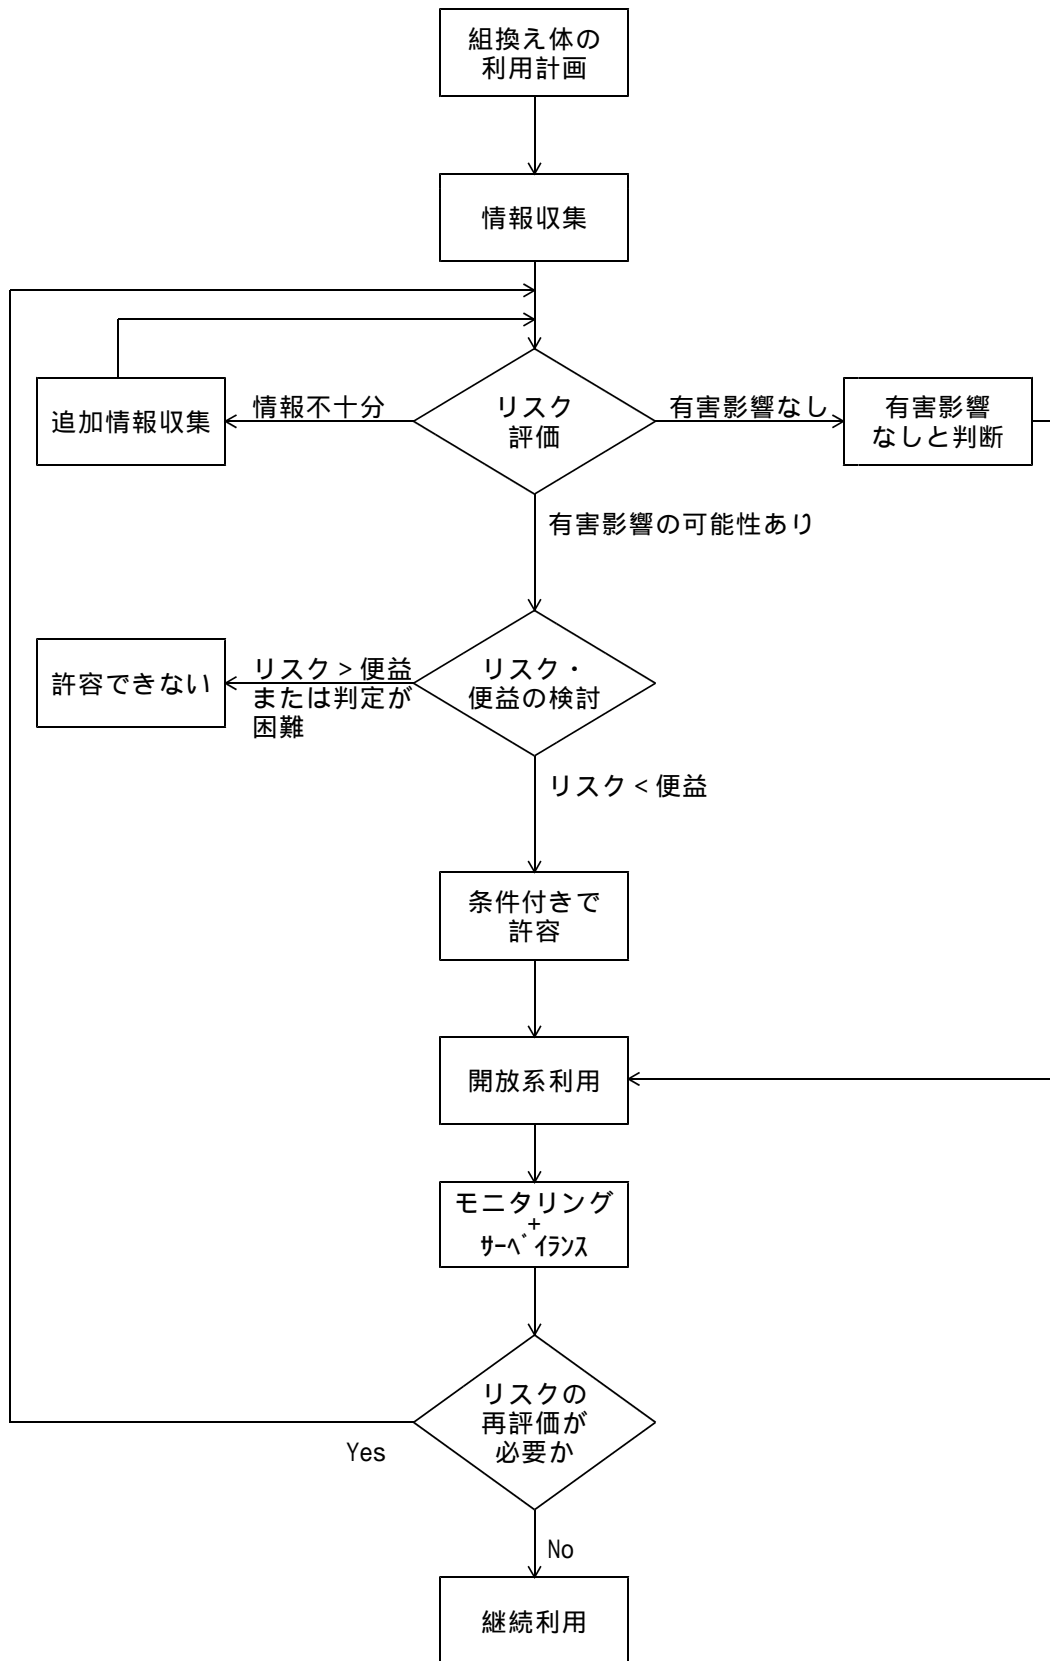 組換え体の
利用計画
情報収集
追加情報収集
情報不十分
リスク
評価
有害影響なし
有害影響
なしと判断
有害影響の可能性あり
許容できない
リスク>便益
または判定が
困難
リスク・
便益の検討
リスク<便益
条件付きで
許容
開放系利用
モニタリング
+
ｻｰﾍﾞｲﾗﾝｽ
リスクの
再評価が
必要か
Yes
No
継続利用